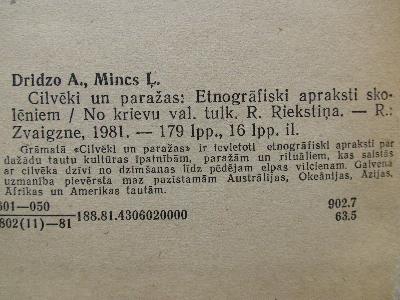 Dridzo A., Mincs Ļ.
Cilvēki un paražas: Etnogrāfiski apraksti sko-
lēniem / No krievu val. tulk. R. Riekstiņa. — R.:
Zvaigzne, 1981. — 179 lpp., 16 lpp. il.
Grāmatā «Cilvēki un paražas» ir ievietoti etnogrāfiski apraksti par
dažādu tautu kultūras īpatnībām, paražām un rituāliem, kas saistās
ar cilvēka dzīvi no dzimšanas līdz pēdējam elpas vilcienam. Galvenā
uzmanība pievērsta maz pazīstamām Austrālijas, Okeānijas, Āzijas,
Āfrikas un Amerikas tautām.
601—050
802(11)—81
188.81.4306020000
902.7
63.5